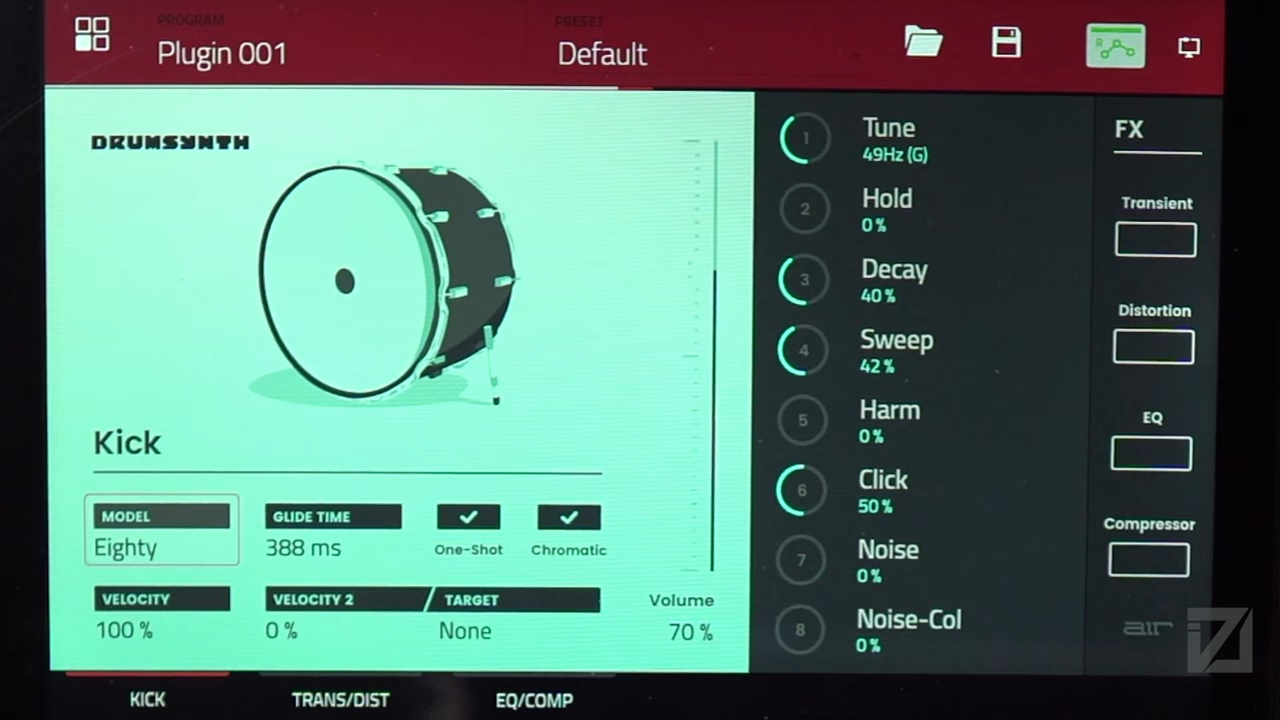 PROGRAM
Plugin 001
PRESET
Default
R
DRUMSYNTH
Kick
MODEL
Eighty
GLIDE TIME
388 ms
One-Shot
Chromatic
VELOCITY
100 %
VELOCITY 2
0 %
TARGET
None
Volume
70 %
1
Tune
49Hz (G)
2
Hold
0 %
3
Decay
40 %
4
Sweep
42 %
5
Harm
0 %
6
Click
50 %
7
Noise
0 %
8
Noise-Col
0 %
FX
Transient
Distortion
EQ
Compressor
air
KICK
TRANS/DIST
EQ/COMP